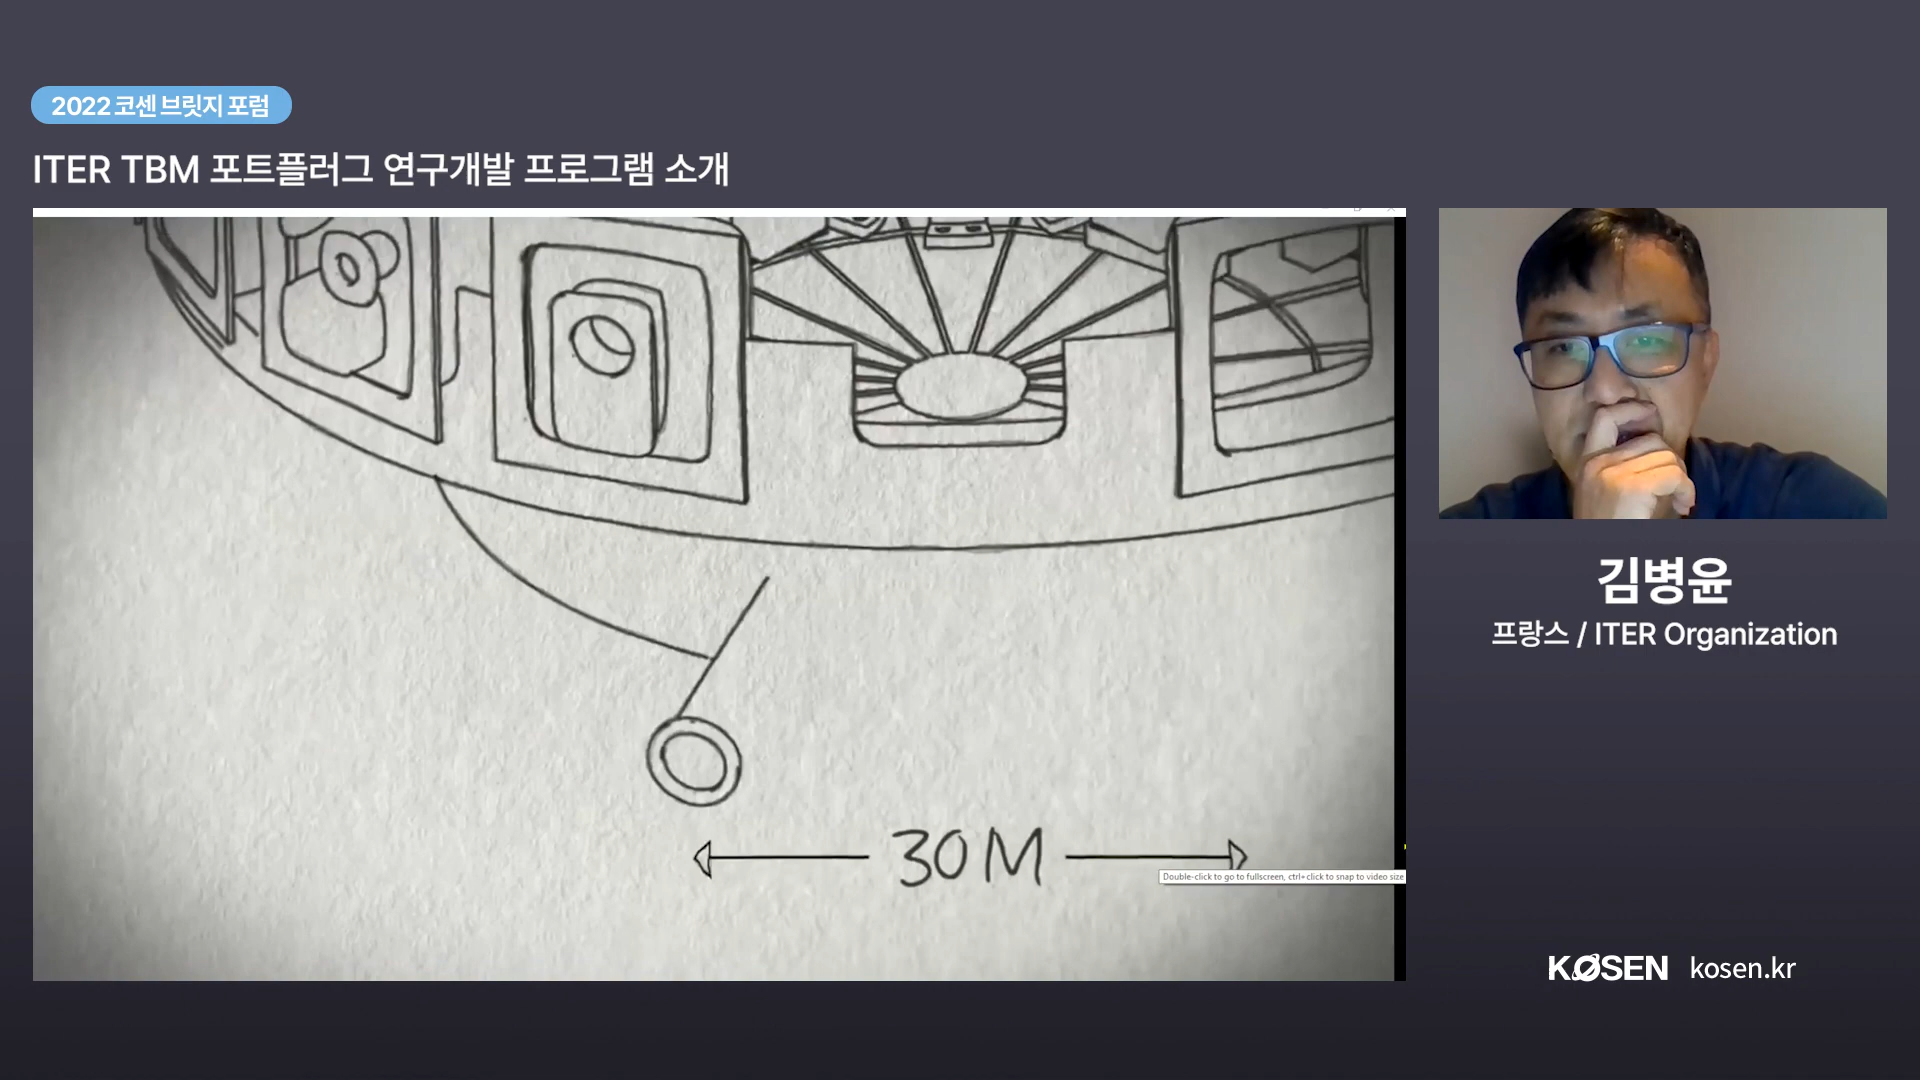 2022 코센 브릿지 포럼
ITER TBM 포트플러그 연구개발 프로그램 소개
30M
Double-click to go to fullscreen, ctrl+click to snap to video size
김병윤
프랑스 / ITER Organization
KOSEN kosen.kr